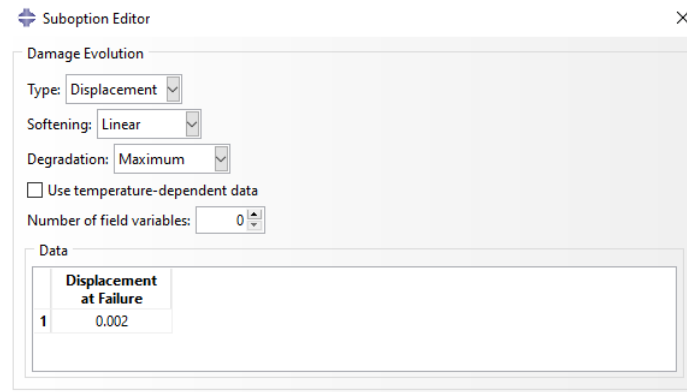 Suboption Editor
Damage Evolution
Type: Displacement
Softening: Linear
Degradation: Maximum
Use temperature-dependent data
Number of field variables: 0
Data
Displacement
at Failure
1 0.002